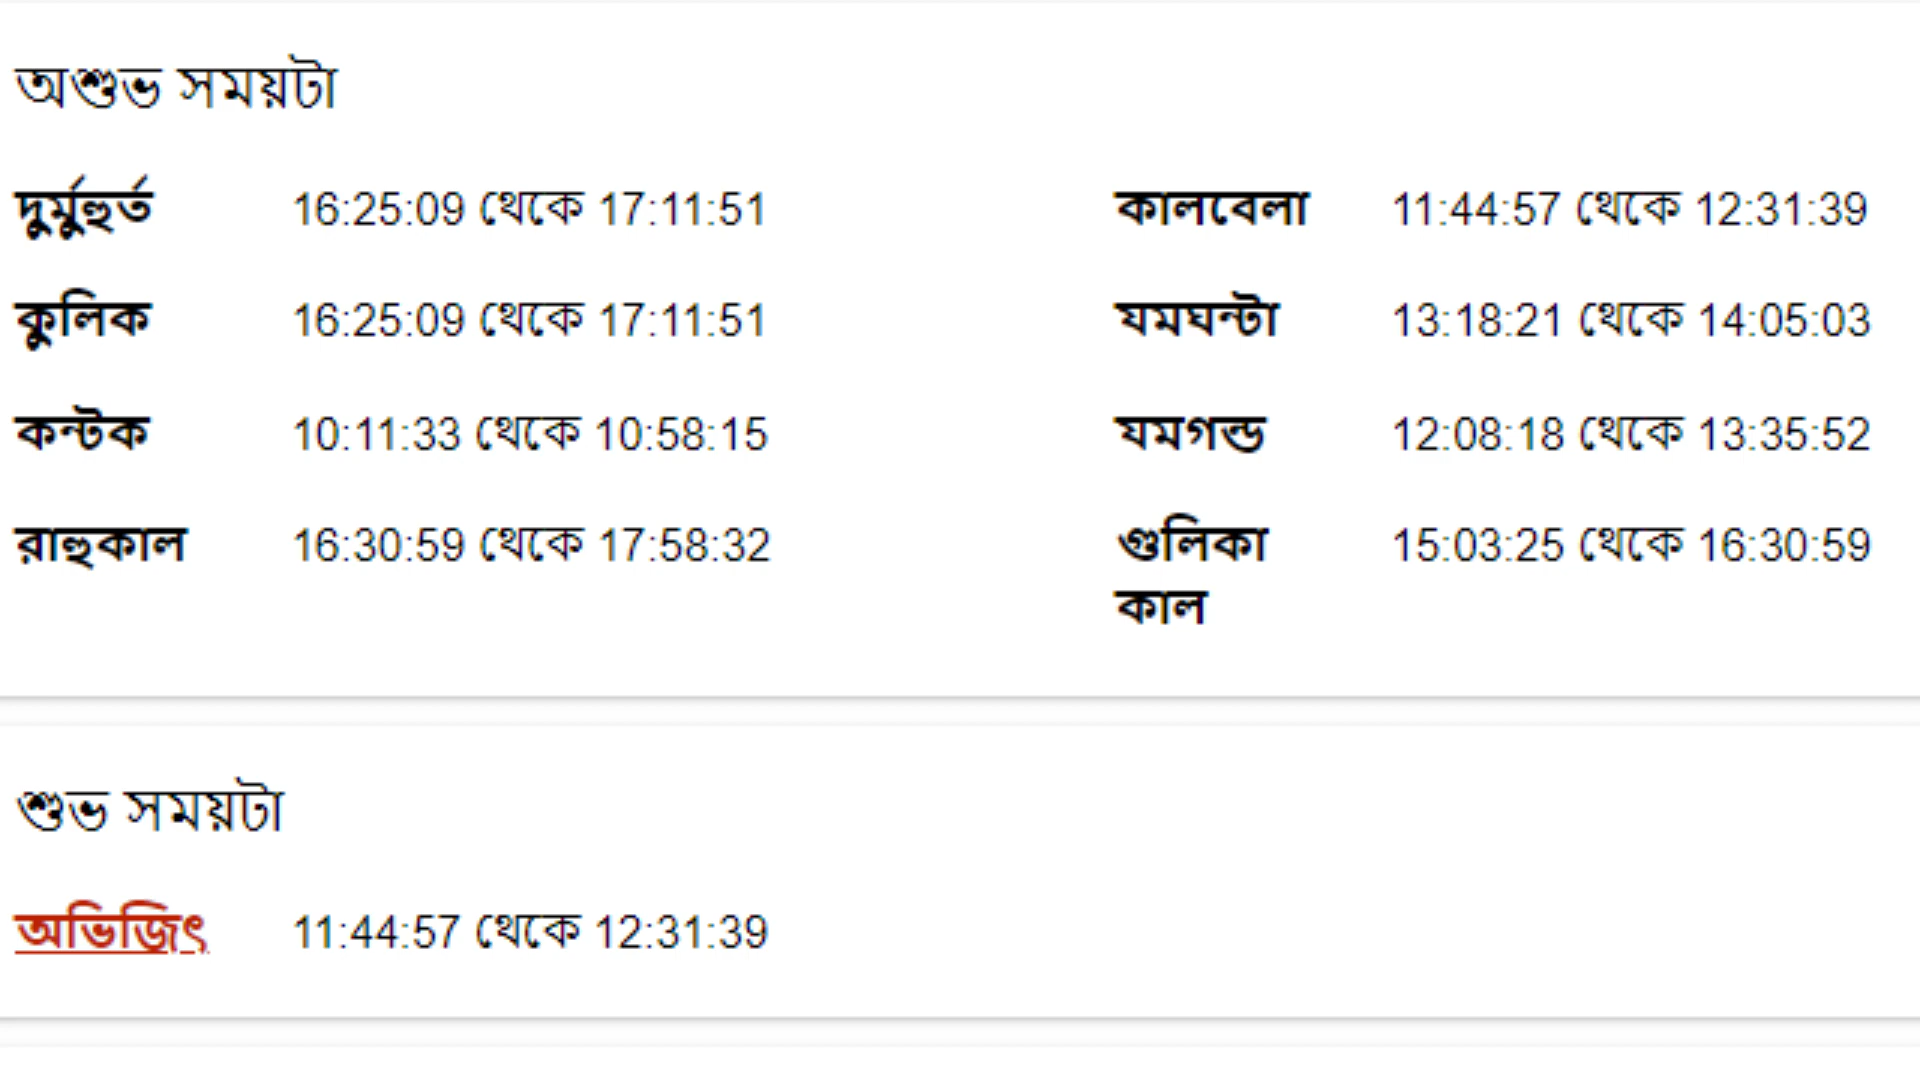 অশুভ সময়টা
দুর্মুহুর্ত 16:25:09 থেকে 17:11:51 কালবেলা 11:44:57 থেকে 12:31:39
কুলিক 16:25:09 থেকে 17:11:51 যমঘন্টা 13:18:21 থেকে 14:05:03
কন্টক 10:11:33 থেকে 10:58:15 যমগন্ড 12:08:18 থেকে 13:35:52
রাহুকাল 16:30:59 থেকে 17:58:32 গুলিকা 15:03:25 থেকে 16:30:59
কাল
শুভ সময়টা
অভিজিৎ 11:44:57 থেকে 12:31:39